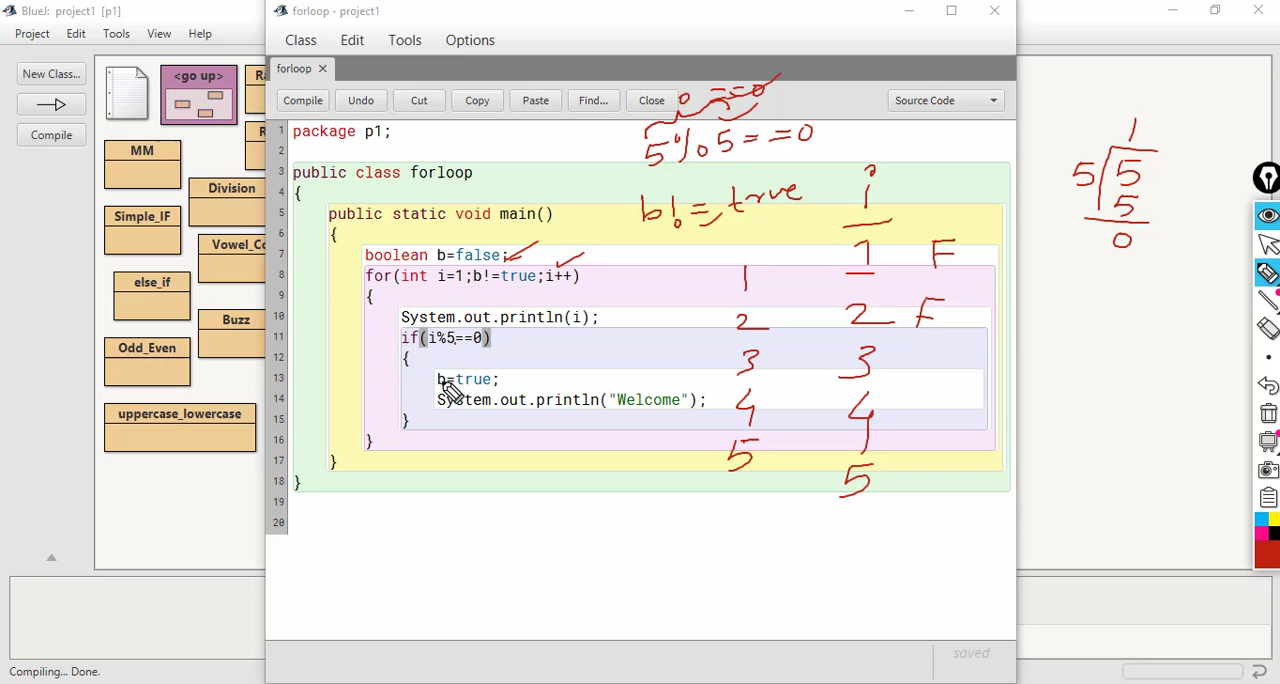 BlueJ: project1 [p1]
Project Edit Tools View Help
New Class...
Compile
<go up>
MM
Simple_IF
Division
Vowel_Co
else_if
Buzz
Odd_Even
uppercase_lowercase
Compiling... Done.
forloop - project1
Class Edit Tools Options
forloop
Compile Undo Cut Copy Paste Find... Close Source Code
1 package p1;
2
3 public class forloop
4 {
5 public static void main()
6 {
7 boolean b=false;
8 for(int i=1;b!=true;i++)
9 {
10 System.out.println(i);
11 if(i%5==0)
12 {
13 b=true;
14 System.out.println("Welcome");
15 }
16 }
17 }
18 }
19
20
saved
0 ==0
5%5==0
b!=true
i
1 F
2 F
3
4
5
1
2
3
4
5
1
5 5
5
0